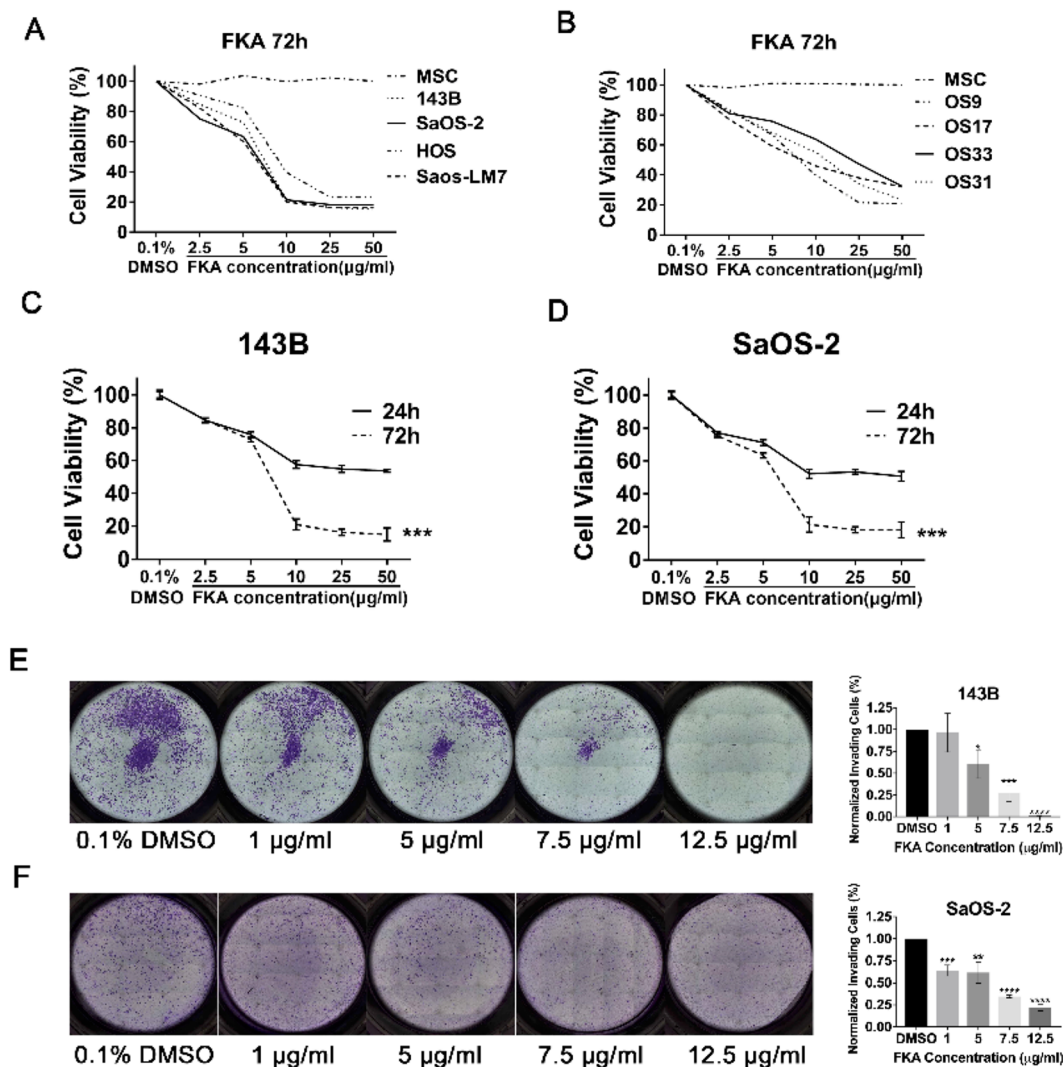 A
FKA 72h
Cell Viability (%)
100
80
60
40
20
0
MSC
143B
SaOS-2
HOS
Saos-LM7
0.1% 2.5 5 10 25 50
DMSO FKA concentration(µg/ml)
B
FKA 72h
Cell Viability (%)
100
80
60
40
20
0
MSC
OS9
OS17
OS33
OS31
0.1% 2.5 5 10 25 50
DMSO FKA concentration(µg/ml)
C
143B
Cell Viability (%)
100
80
60
40
20
0
24h
72h
***
0.1% 2.5 5 10 25 50
DMSO FKA concentration(µg/ml)
D
SaOS-2
Cell Viability (%)
100
80
60
40
20
0
24h
72h
***
0.1% 2.5 5 10 25 50
DMSO FKA concentration(µg/ml)
E
0.1% DMSO 1 µg/ml 5 µg/ml 7.5 µg/ml 12.5 µg/ml
143B
Normalized Invading Cells (%)
1.25
1.00
0.75
0.50
0.25
0.00
*
***
****
DMSO 1 5 7.5 12.5
FKA Concentration (µg/ml)
F
0.1% DMSO 1 µg/ml 5 µg/ml 7.5 µg/ml 12.5 µg/ml
SaOS-2
Normalized Invading Cells (%)
1.25
1.00
0.75
0.50
0.25
0.00
***
**
****
****
DMSO 1 5 7.5 12.5
FKA Concentration (µg/ml)